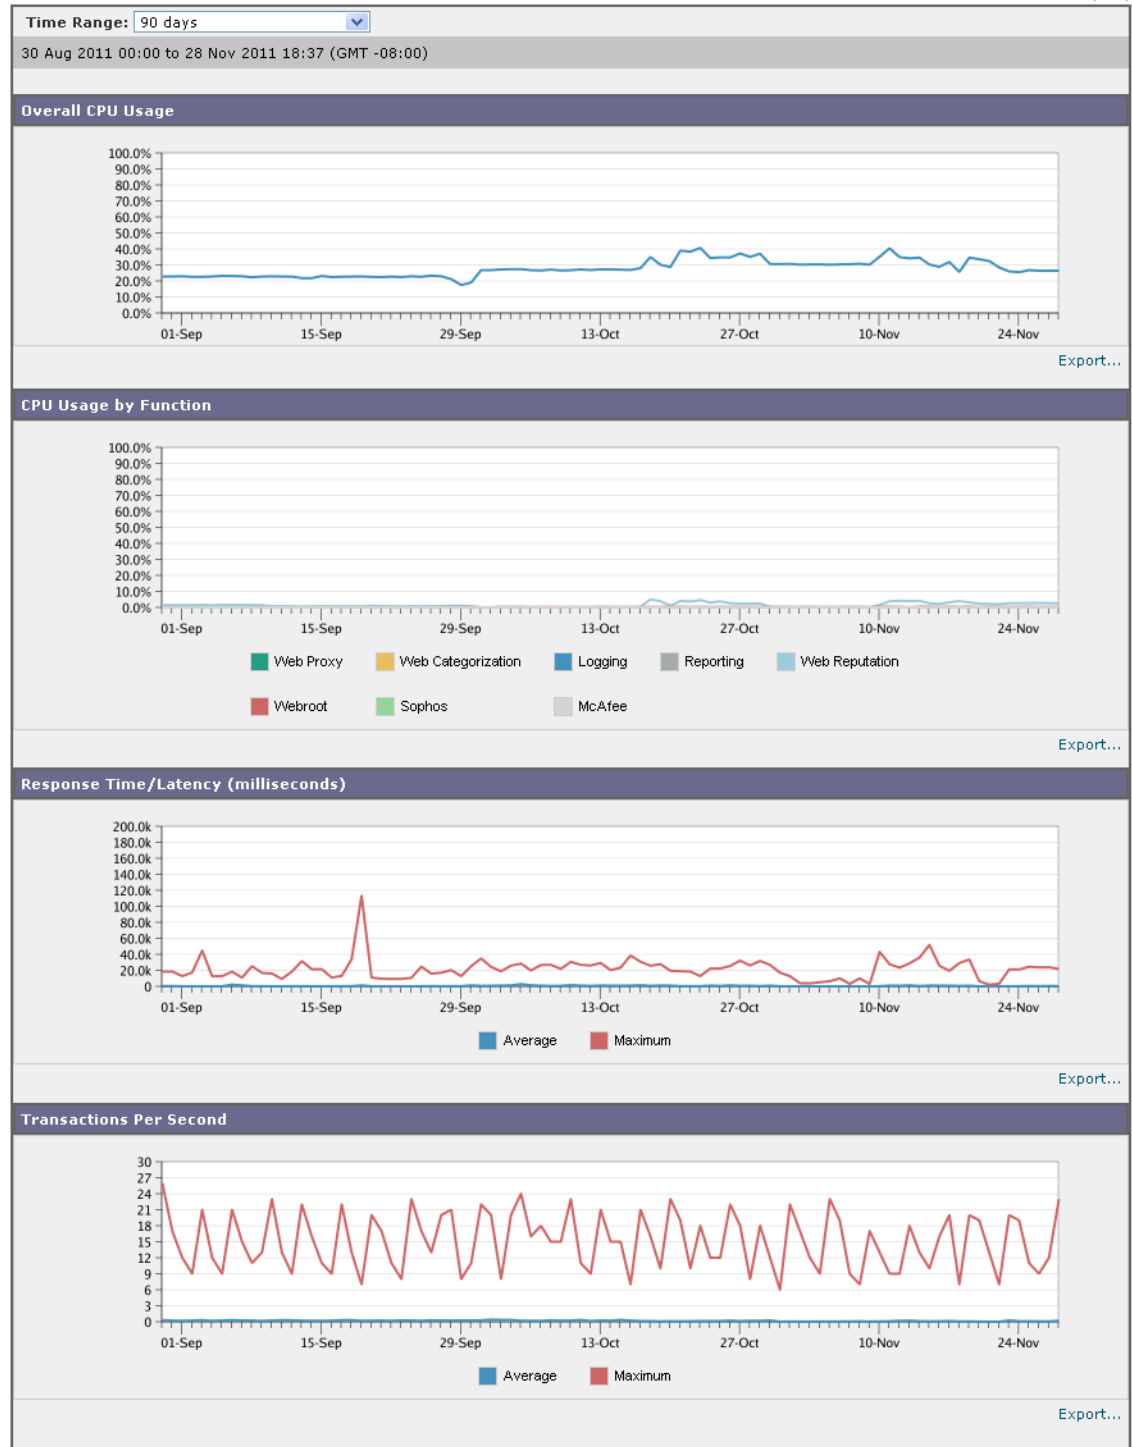 Time Range: 90 days
30 Aug 2011 00:00 to 28 Nov 2011 18:37 (GMT -08:00)
Overall CPU Usage
100.0%
90.0%
80.0%
70.0%
60.0%
50.0%
40.0%
30.0%
20.0%
10.0%
0.0%
01-Sep 15-Sep 29-Sep 13-Oct 27-Oct 10-Nov 24-Nov
Export...
CPU Usage by Function
100.0%
90.0%
80.0%
70.0%
60.0%
50.0%
40.0%
30.0%
20.0%
10.0%
0.0%
01-Sep 15-Sep 29-Sep 13-Oct 27-Oct 10-Nov 24-Nov
Web Proxy Web Categorization Logging Reporting Web Reputation
Webroot Sophos McAfee
Export...
Response Time/Latency (milliseconds)
200.0k
180.0k
160.0k
140.0k
120.0k
100.0k
80.0k
60.0k
40.0k
20.0k
0
01-Sep 15-Sep 29-Sep 13-Oct 27-Oct 10-Nov 24-Nov
Average Maximum
Export...
Transactions Per Second
30
27
24
21
18
15
12
9
6
3
0
01-Sep 15-Sep 29-Sep 13-Oct 27-Oct 10-Nov 24-Nov
Average Maximum
Export...